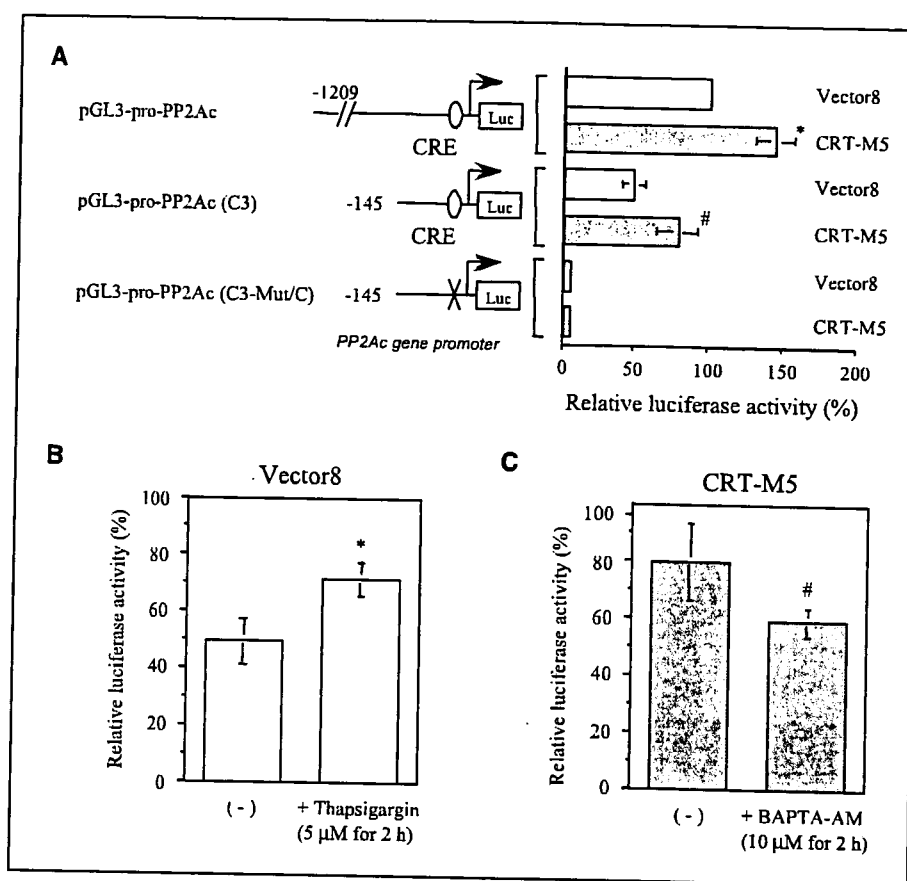 A
pGL3-pro-PP2Ac
-1209
Luc
CRE
Vector8
*
CRT-M5
pGL3-pro-PP2Ac (C3)
-145
Luc
CRE
Vector8
#
CRT-M5
pGL3-pro-PP2Ac (C3-Mut/C)
-145
Luc
Vector8
CRT-M5
PP2Ac gene promoter
0 50 100 150 200
Relative luciferase activity (%)
B
Vector8
Relative luciferase activity (%)
100
80
60
40
20
0
*
(-)
+ Thapsigargin
(5 μM for 2 h)
C
CRT-M5
Relative luciferase activity (%)
100
80
60
40
20
0
#
(-)
+ BAPTA-AM
(10 μM for 2 h)